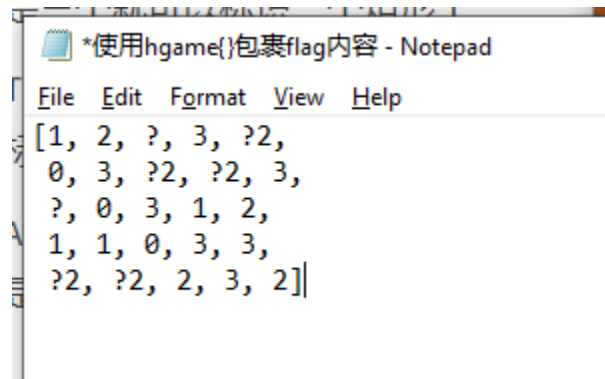 *使用hgame{}包裹flag内容 - Notepad
File Edit Format View Help
[1, 2, ?, 3, ?2,
0, 3, ?2, ?2, 3,
?, 0, 3, 1, 2,
1, 1, 0, 3, 3,
?2, ?2, 2, 3, 2]